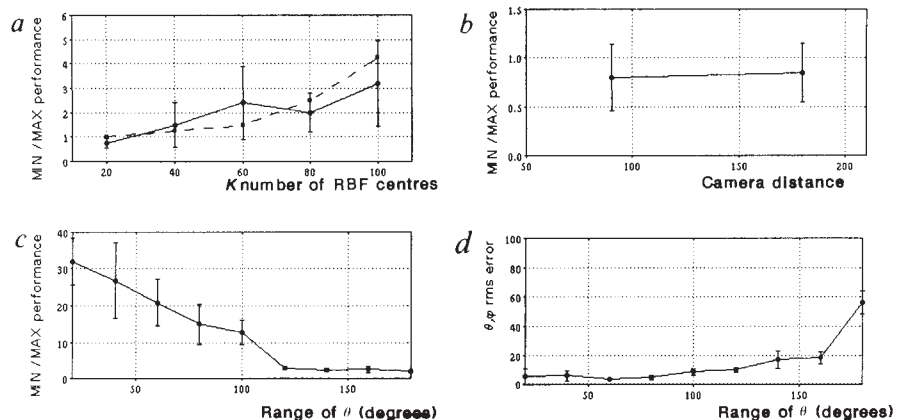 a
MIN / MAX performance
6
5
4
3
2
1
0
20 40 60 80 100
K number of RBF centres
b
MIN / MAX performance
1.5
1.0
0.5
0.0
50 100 150 200
Camera distance
c
MIN / MAX performance
40
30
20
10
0
50 100 150
Range of θ (degrees)
d
θ,φ rms error
100
80
60
40
20
0
50 100 150
Range of θ (degrees)